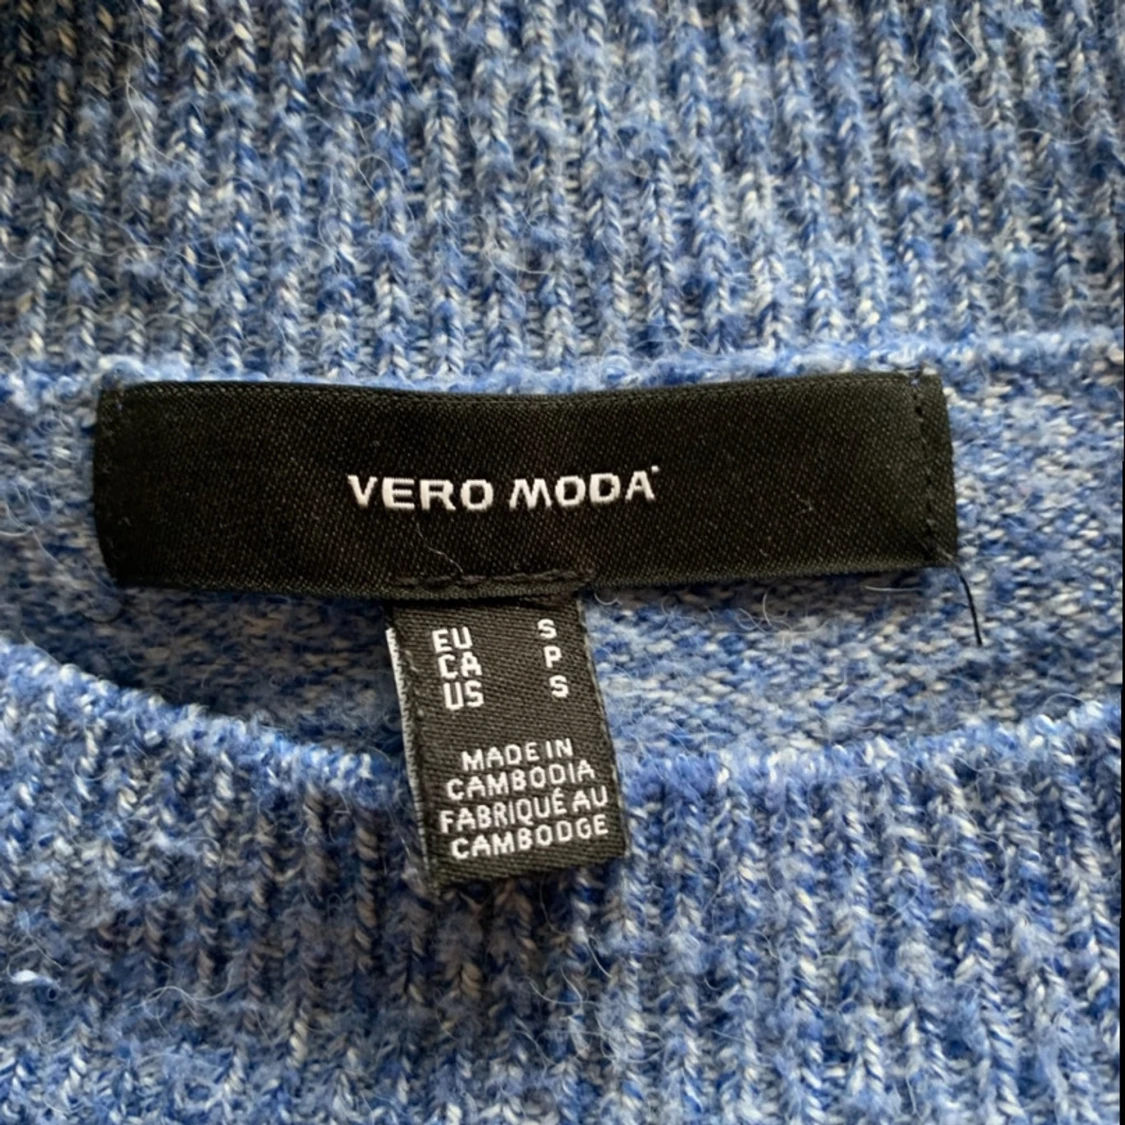 VERO MODA
EU S
CA P
US S
MADE IN
CAMBODIA
FABRIQUÉ AU
CAMBODGE